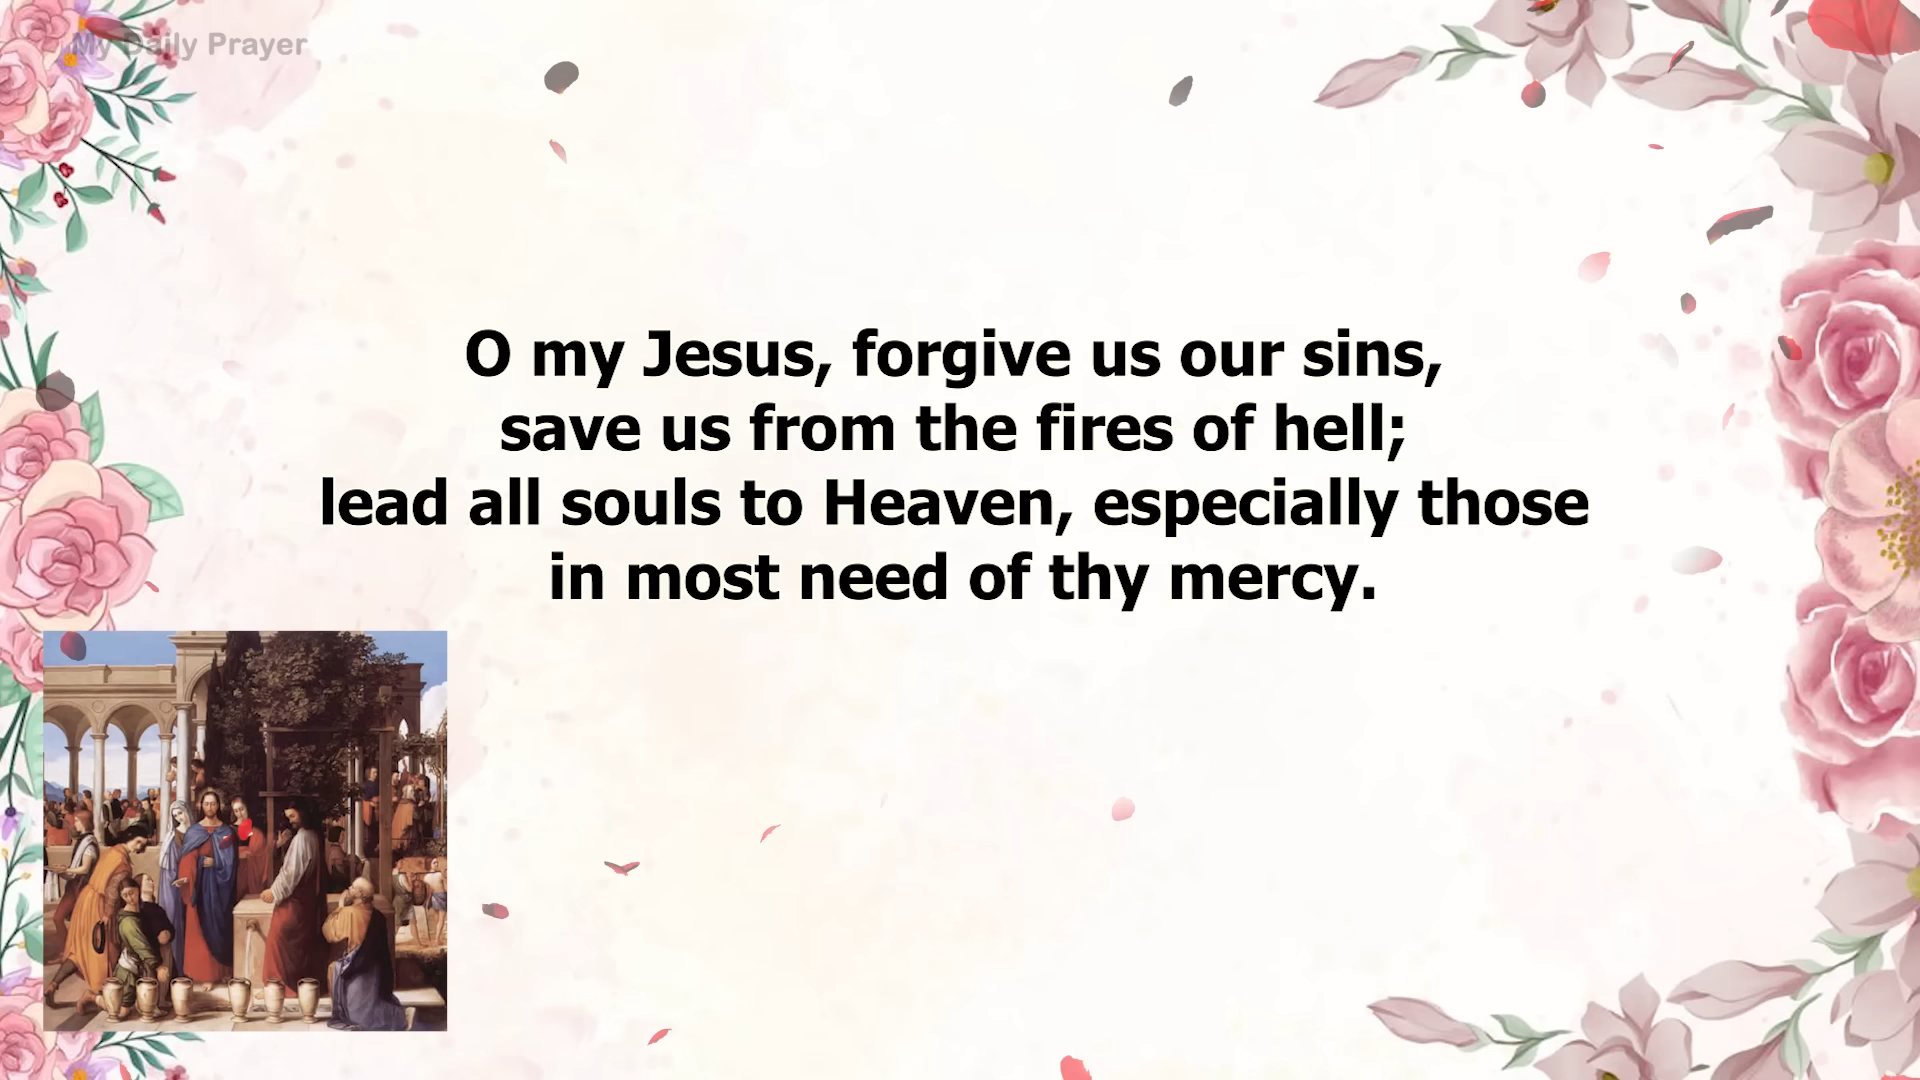 My Daily Prayer
O my Jesus, forgive us our sins,
save us from the fires of hell;
lead all souls to Heaven, especially those
in most need of thy mercy.